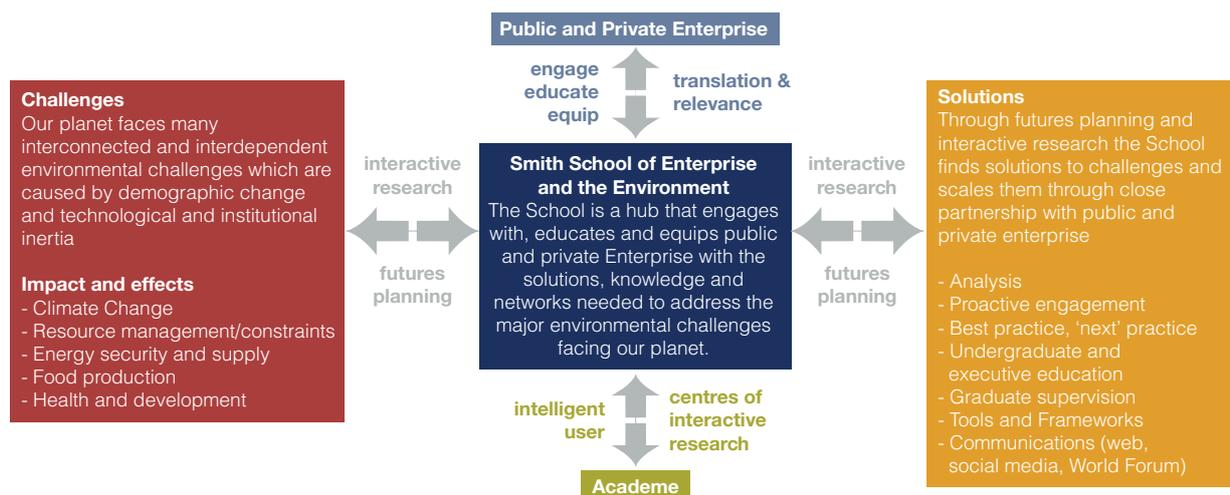 Public and Private Enterprise
engage
educate
equip
translation &
relevance
Challenges
Our planet faces many
interconnected and interdependent
environmental challenges which are
caused by demographic change
and technological and institutional
inertia
Impact and effects
- Climate Change
- Resource management/constraints
- Energy security and supply
- Food production
- Health and development
interactive
research
futures
planning
Smith School of Enterprise
and the Environment
The School is a hub that engages
with, educates and equips public
and private Enterprise with the
solutions, knowledge and
networks needed to address the
major environmental challenges
facing our planet.
interactive
research
futures
planning
Solutions
Through futures planning and
interactive research the School
finds solutions to challenges and
scales them through close
partnership with public and
private enterprise
- Analysis
- Proactive engagement
- Best practice, ‘next’ practice
- Undergraduate and
executive education
- Graduate supervision
- Tools and Frameworks
- Communications (web,
social media, World Forum)
intelligent
user
centres of
interactive
research
Academe